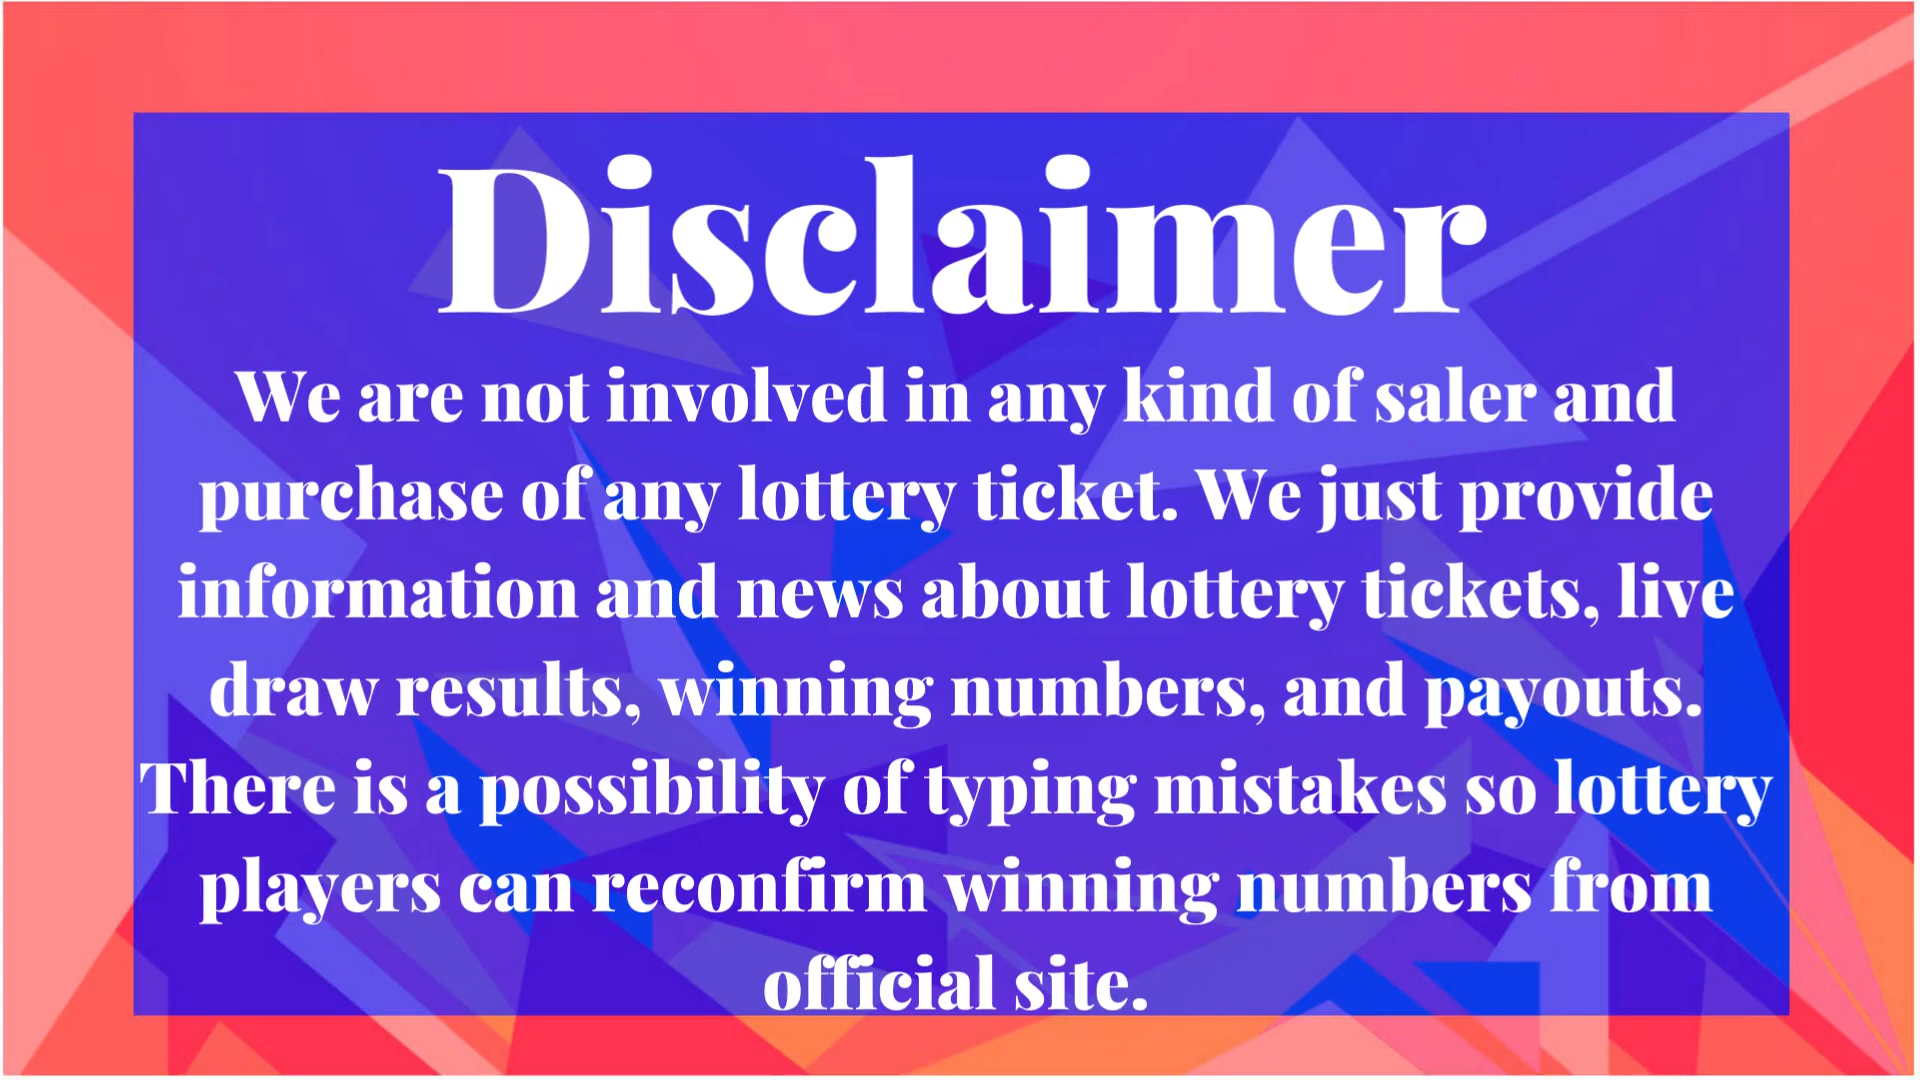 Disclaimer
We are not involved in any kind of saler and
purchase of any lottery ticket. We just provide
information and news about lottery tickets, live
draw results, winning numbers, and payouts.
There is a possibility of typing mistakes so lottery
players can reconfirm winning numbers from
official site.